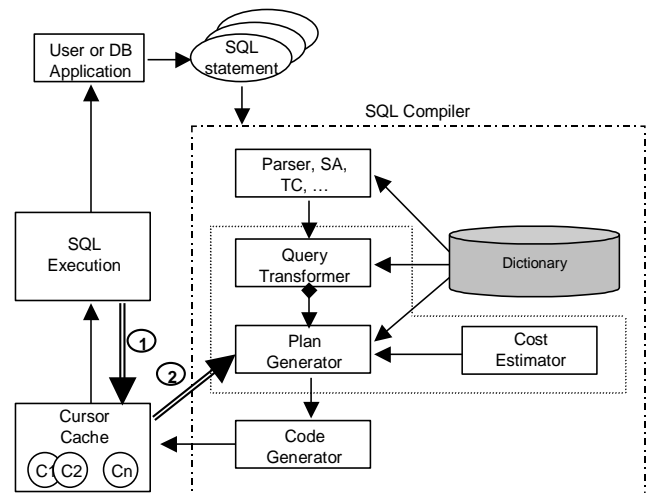 User or DB
Application
SQL
statement
SQL Compiler
Parser, SA,
TC, ...
SQL
Execution
Query
Transformer
Dictionary
1
Plan
Generator
Cost
Estimator
2
Cursor
Cache
C1
C2
Cn
Code
Generator